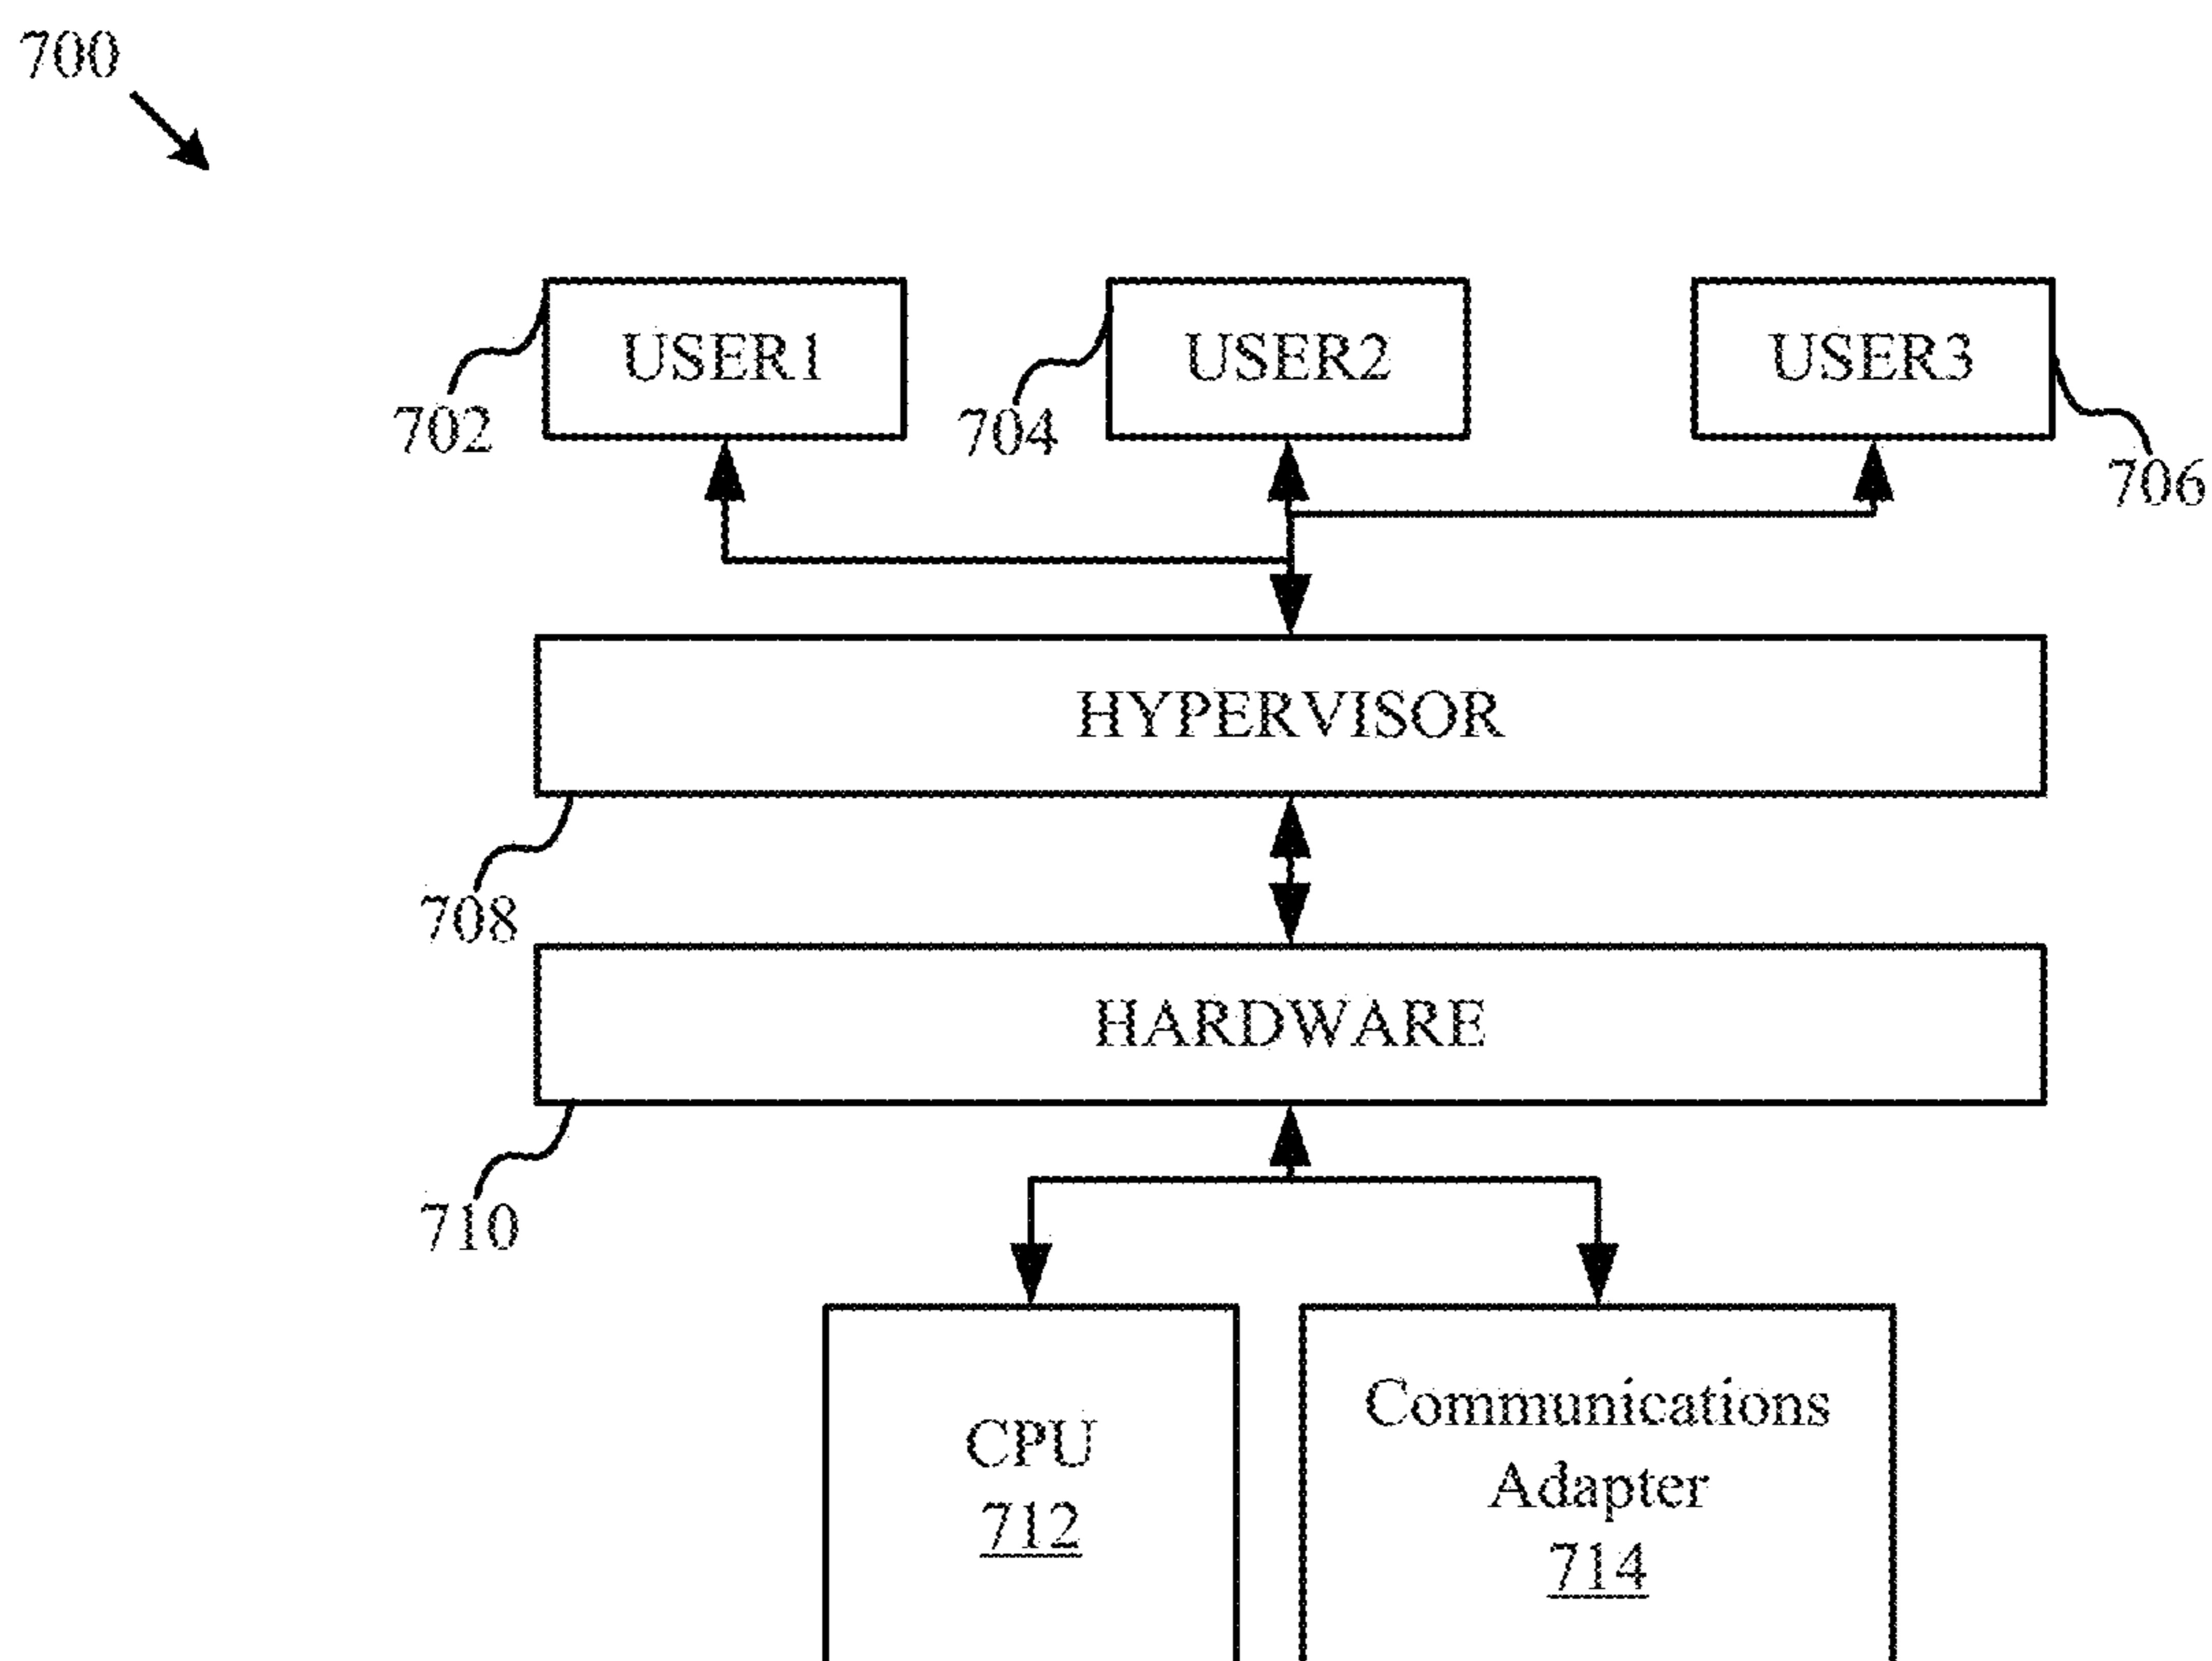 700
USER1
USER2
USER3
702
704
706
HYPERVISOR
708
HARDWARE
710
CPU
712
Communications
Adapter
714